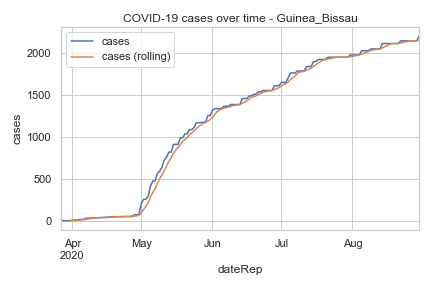 COVID-19 cases over time - Guinea_Bissau
cases
cases (rolling)
2000
1500
1000
500
0
cases
Apr
2020
May
Jun
Jul
Aug
dateRep